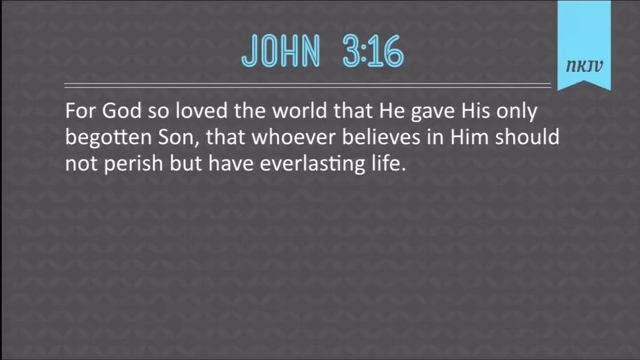 JOHN 3:16
NKJV
For God so loved the world that He gave His only
begotten Son, that whoever believes in Him should
not perish but have everlasting life.